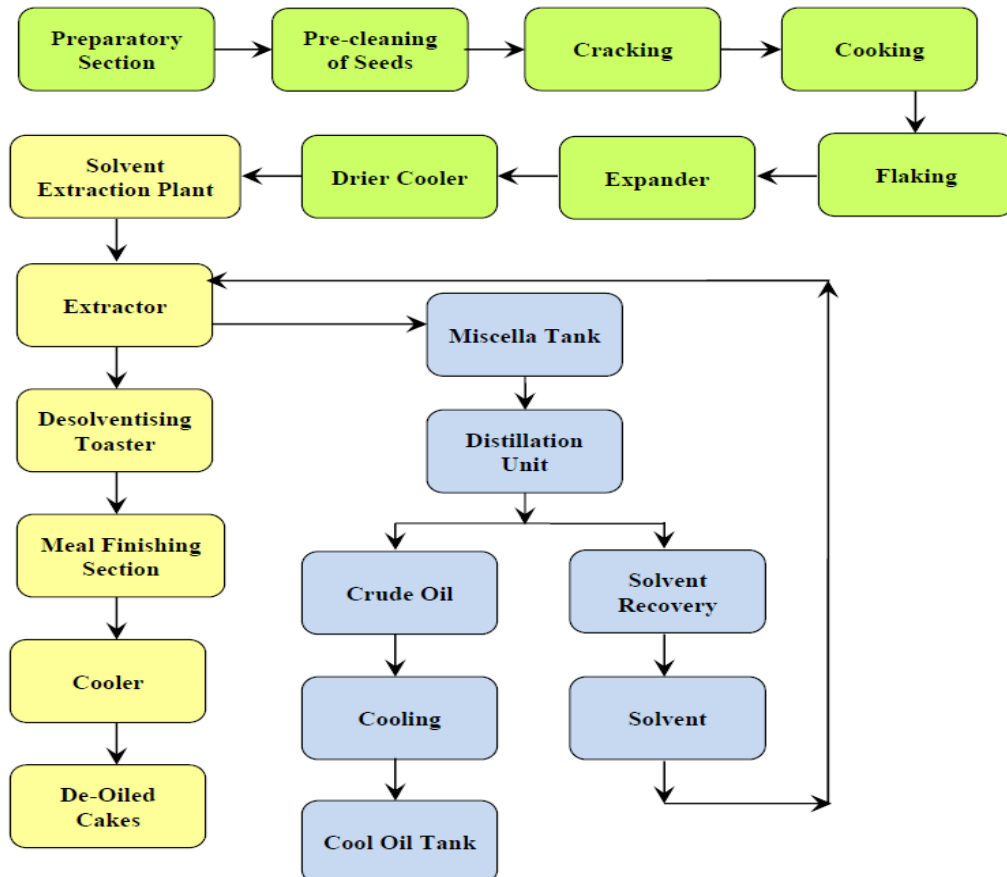 Preparatory
Section
Pre-cleaning
of Seeds
Cracking
Cooking
Solvent
Extraction Plant
Drier Cooler
Expander
Flaking
Extractor
Miscella Tank
Desolventising
Toaster
Distillation
Unit
Meal Finishing
Section
Crude Oil
Solvent
Recovery
Cooler
Cooling
Solvent
De-Oiled
Cakes
Cool Oil Tank